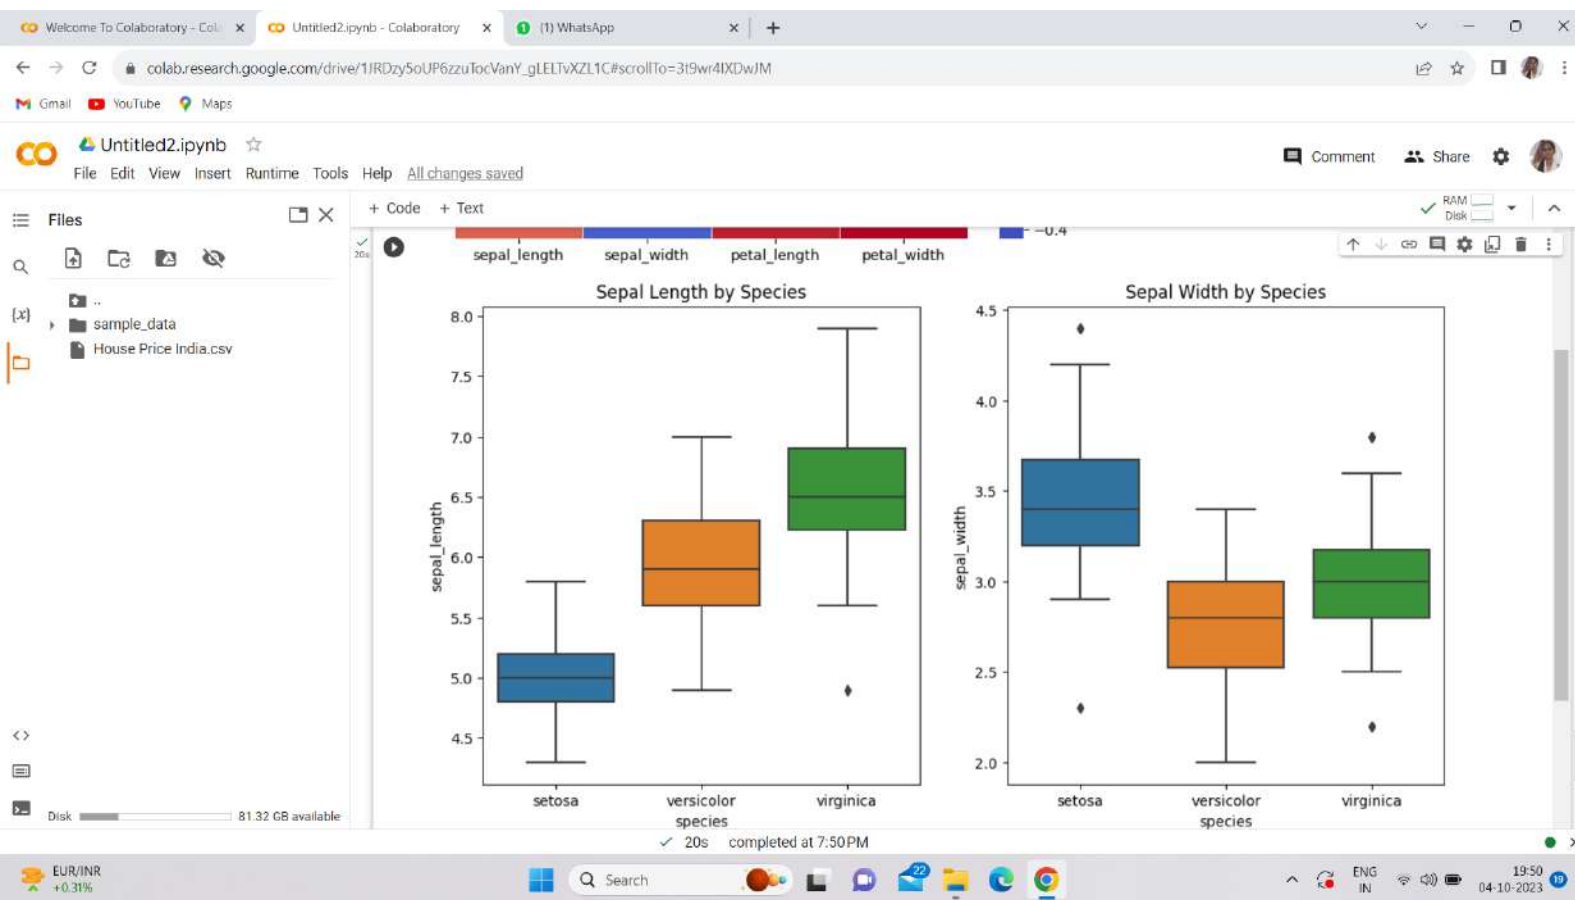 Welcome To Colaboratory - Col
Untitled2.ipynb - Colaboratory
(1) WhatsApp
colab.research.google.com/drive/1JRDzy5oUP6zzuTocVanY_gLELTvXZL1C#scrollTo=3t9wr4IXDwJM
Gmail YouTube Maps
Untitled2.ipynb
Comment Share
File Edit View Insert Runtime Tools Help All changes saved
Files
+ Code + Text
RAM
Disk
20s
-0.4
sepal_length sepal_width petal_length petal_width
..
sample_data
House Price India.csv
{x}
Sepal Length by Species
8.0
7.5
7.0
6.5
6.0
5.5
5.0
4.5
sepal_length
setosa versicolor virginica
species
Sepal Width by Species
4.5
4.0
3.5
3.0
2.5
2.0
sepal_width
setosa versicolor virginica
species
Disk 81.32 GB available
20s completed at 7:50 PM
EUR/INR
+0.31%
Search
22
ENG
IN
19:50
04-10-2023
19